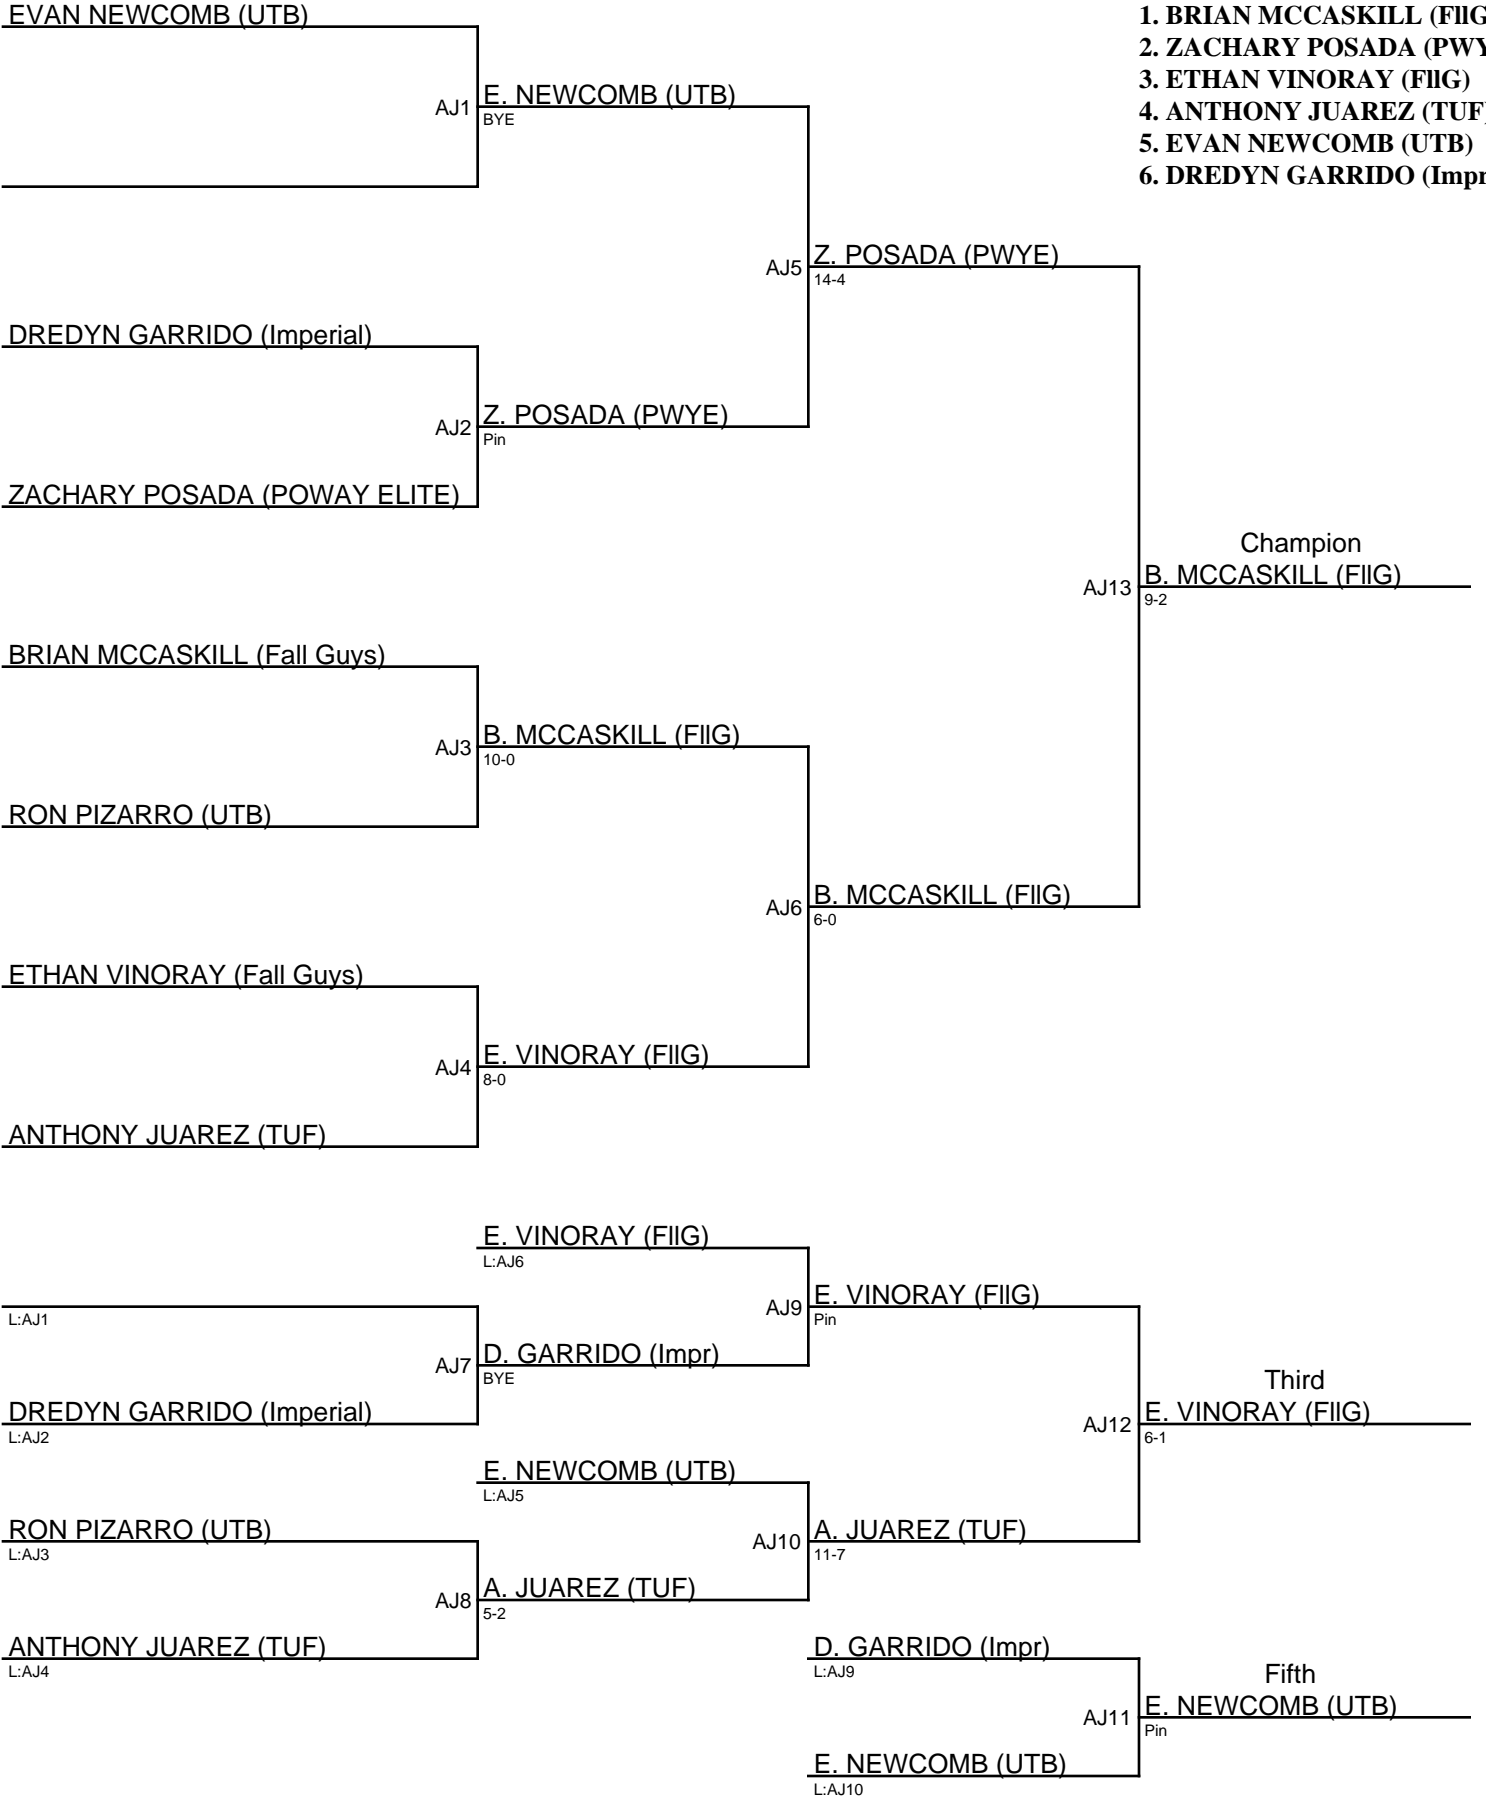 EVAN NEWCOMB (UTB)
1. BRIAN MCCASKILL (FllG
2. ZACHARY POSADA (PWY
3. ETHAN VINORAY (FllG)
4. ANTHONY JUAREZ (TUF)
5. EVAN NEWCOMB (UTB)
6. DREDYN GARRIDO (Impr
AJ1
E. NEWCOMB (UTB)
BYE
AJ5
Z. POSADA (PWYE)
14-4
DREDYN GARRIDO (Imperial)
AJ2
Z. POSADA (PWYE)
Pin
ZACHARY POSADA (POWAY ELITE)
Champion
AJ13
B. MCCASKILL (FllG)
9-2
BRIAN MCCASKILL (Fall Guys)
AJ3
B. MCCASKILL (FllG)
10-0
RON PIZARRO (UTB)
AJ6
B. MCCASKILL (FllG)
6-0
ETHAN VINORAY (Fall Guys)
AJ4
E. VINORAY (FllG)
8-0
ANTHONY JUAREZ (TUF)
E. VINORAY (FllG)
L:AJ6
L:AJ1
AJ9
E. VINORAY (FllG)
Pin
AJ7
D. GARRIDO (Impr)
BYE
DREDYN GARRIDO (Imperial)
L:AJ2
Third
AJ12
E. VINORAY (FllG)
6-1
E. NEWCOMB (UTB)
L:AJ5
RON PIZARRO (UTB)
L:AJ3
AJ10
A. JUAREZ (TUF)
11-7
AJ8
A. JUAREZ (TUF)
5-2
ANTHONY JUAREZ (TUF)
L:AJ4
D. GARRIDO (Impr)
L:AJ9
Fifth
AJ11
E. NEWCOMB (UTB)
Pin
E. NEWCOMB (UTB)
L:AJ10